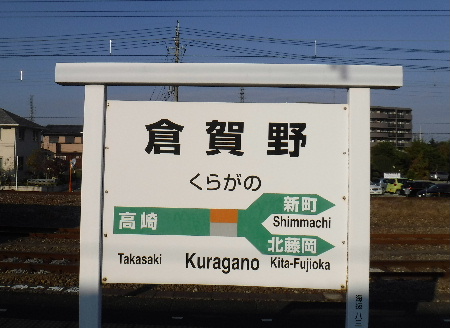 倉賀野
くらがの
高崎
新町
Shimmachi
北藤岡
Takasaki
Kuragano
Kita-Fujioka